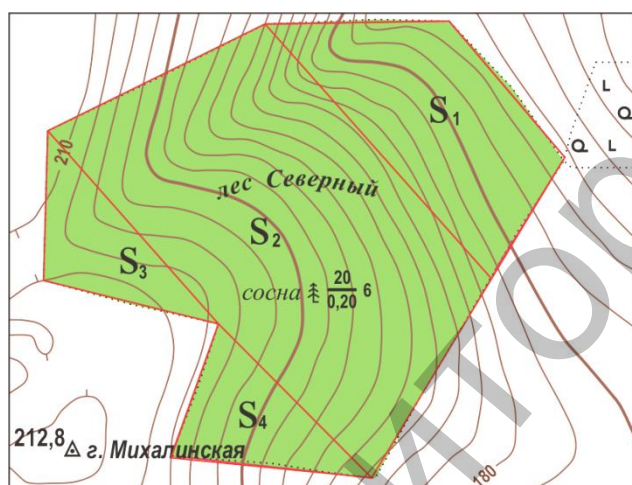 S1
210
лес Северный
S2
S3
сосна 20 6
0,20
S4
212,8 г. Михалинская
180